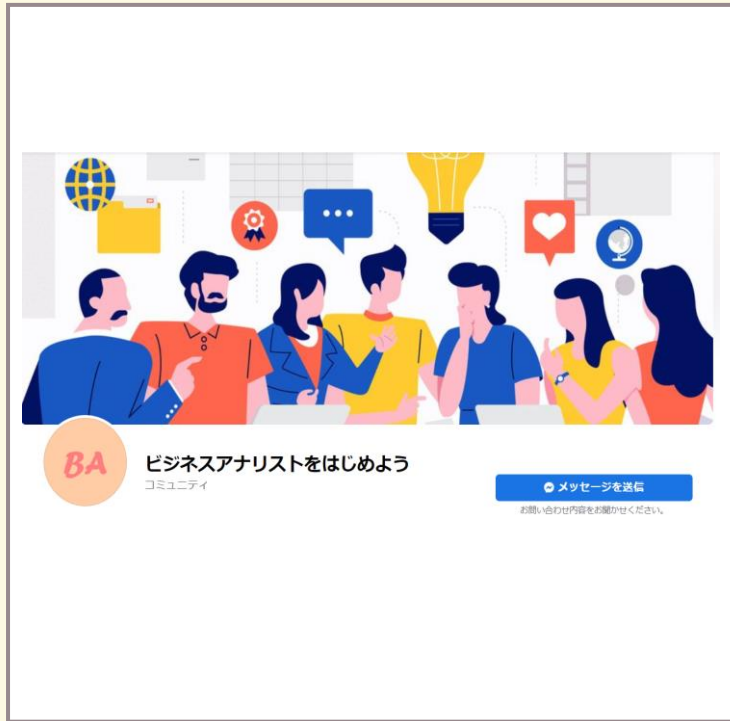 BA
ビジネスアナリストをはじめよう
コミュニティ
メッセージを送信
お問い合わせ内容をお聞かせください。